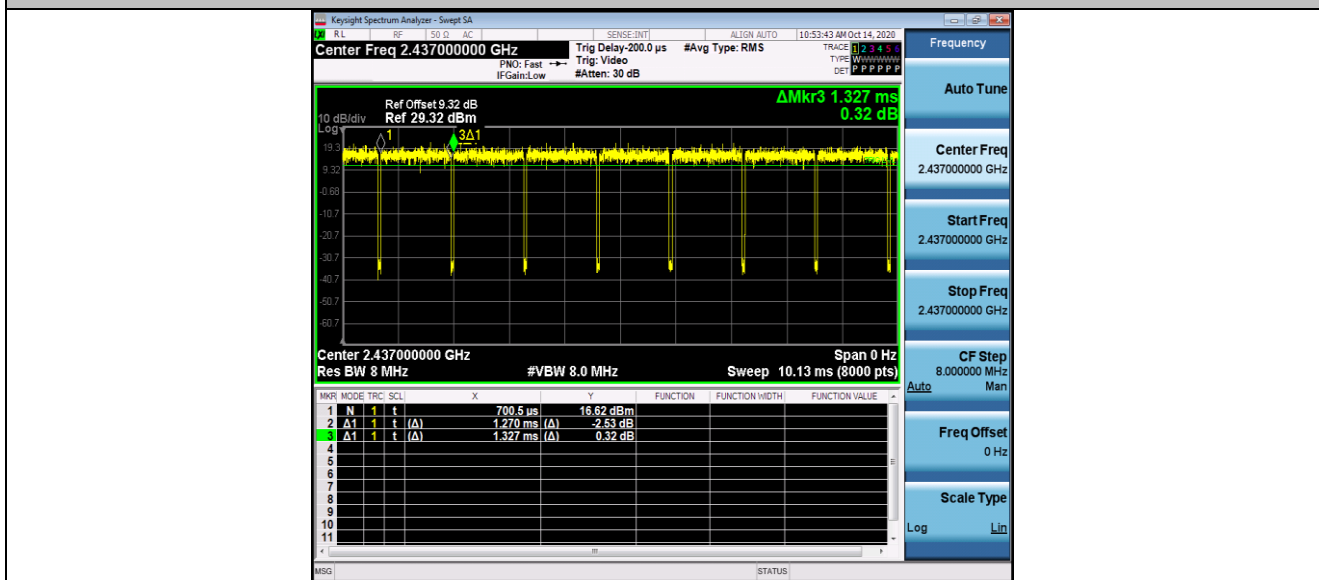 Keysight Spectrum Analyzer - Swept SA
RL RF 50 Ω AC SENSE:INT ALIGN AUTO 10:53:43 AM Oct 14, 2020
Center Freq 2.437000000 GHz
PNO: Fast
IFGain:Low
Trig Delay-200.0 µs
Trig: Video
#Atten: 30 dB
#Avg Type: RMS
TRACE 1 2 3 4 5 6
TYPE WWWWWW
DET P P P P P P
ΔMkr3 1.327 ms
0.32 dB
Ref Offset 9.32 dB
10 dB/div Ref 29.32 dBm
Log
1
3Δ1
19.3
9.32
-0.68
-10.7
-20.7
-30.7
-40.7
-50.7
-60.7
Center 2.437000000 GHz Span 0 Hz
Res BW 8 MHz #VBW 8.0 MHz Sweep 10.13 ms (8000 pts)
MKR MODE TRC SCL X Y FUNCTION FUNCTION WIDTH FUNCTION VALUE
1 N 1 t 700.5 µs 16.62 dBm
2 Δ1 1 t (Δ) 1.270 ms (Δ) -2.53 dB
3 Δ1 1 t (Δ) 1.327 ms (Δ) 0.32 dB
4
5
6
7
8
9
10
11
MSG STATUS
Frequency
Auto Tune
Center Freq
2.437000000 GHz
Start Freq
2.437000000 GHz
Stop Freq
2.437000000 GHz
CF Step
8.000000 MHz
Auto Man
Freq Offset
0 Hz
Scale Type
Log Lin